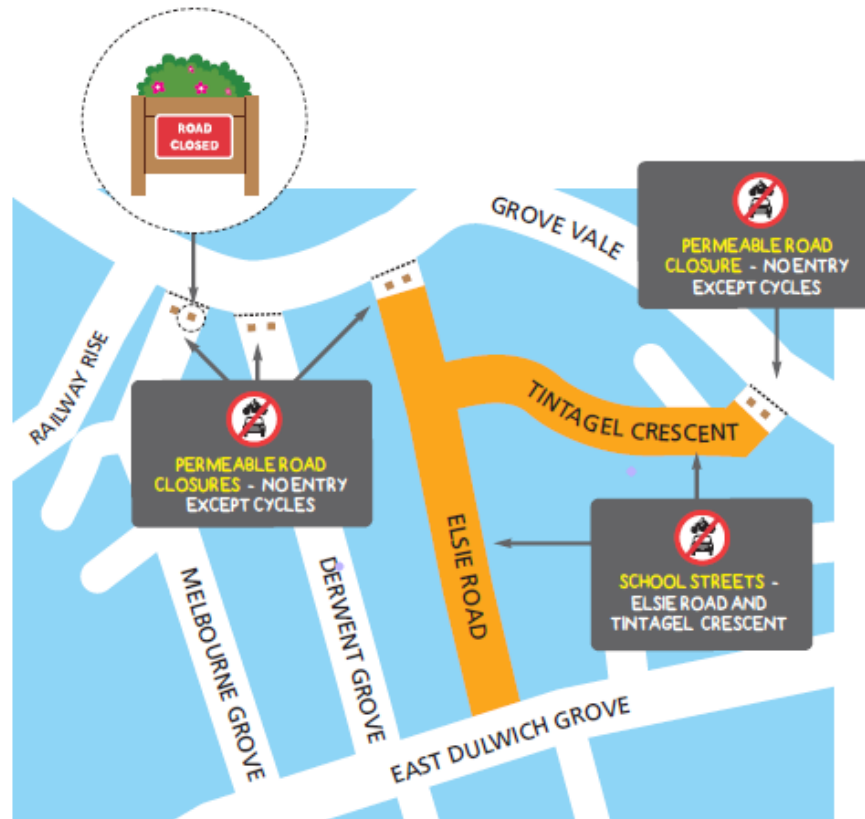 ROAD
CLOSED
GROVE VALE
PERMEABLE ROAD
CLOSURE - NO ENTRY
EXCEPT CYCLES
RAILWAY RISE
TINTAGEL CRESCENT
PERMEABLE ROAD
CLOSURES - NO ENTRY
EXCEPT CYCLES
ELSIE ROAD
SCHOOL STREETS -
ELSIE ROAD AND
TINTAGEL CRESCENT
MELBOURNE GROVE
DERWENT GROVE
EAST DULWICH GROVE